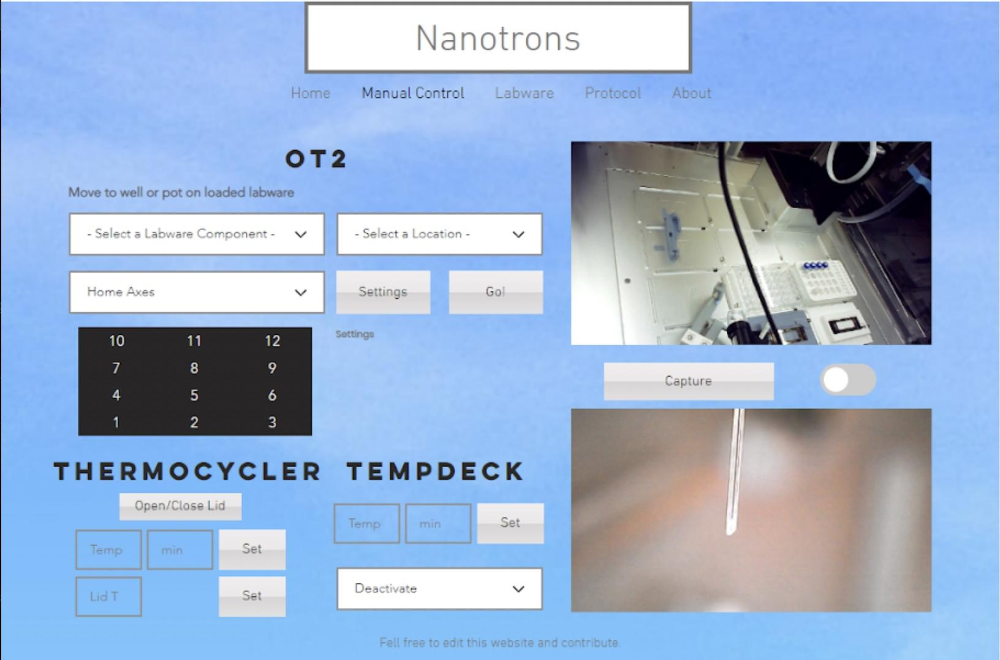 Nanotrons
Home Manual Control Labware Protocol About
OT2
Move to well or pot on loaded labware
- Select a Labware Component - - Select a Location -
Home Axes Settings Go!
Settings
10 11 12
7 8 9
4 5 6
1 2 3
Capture
THERMOCYCLER
Open/Close Lid
Temp min Set
Lid T Set
TEMPDECK
Temp min Set
Deactivate
Fell free to edit this website and contribute.